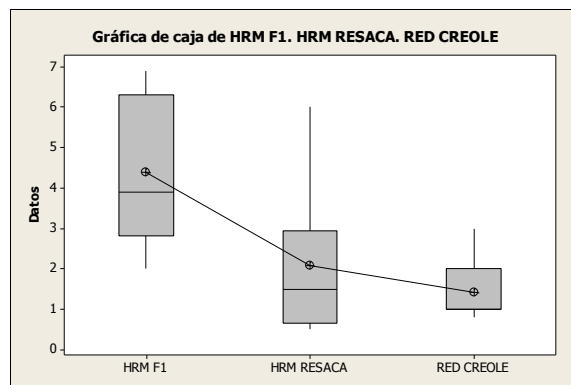 Gráfica de caja de HRM F1. HRM RESACA. RED CREOLE
7
6
5
4
3
2
1
0
Datos
HRM F1
HRM RESACA
RED CREOLE